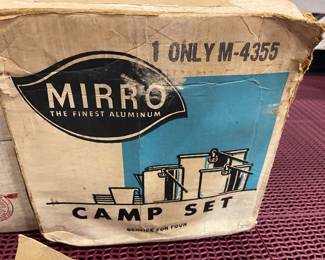 1 ONLY M-4355
MIRRO
THE FINEST ALUMINUM
CAMP SET
SERVICE FOR FOUR